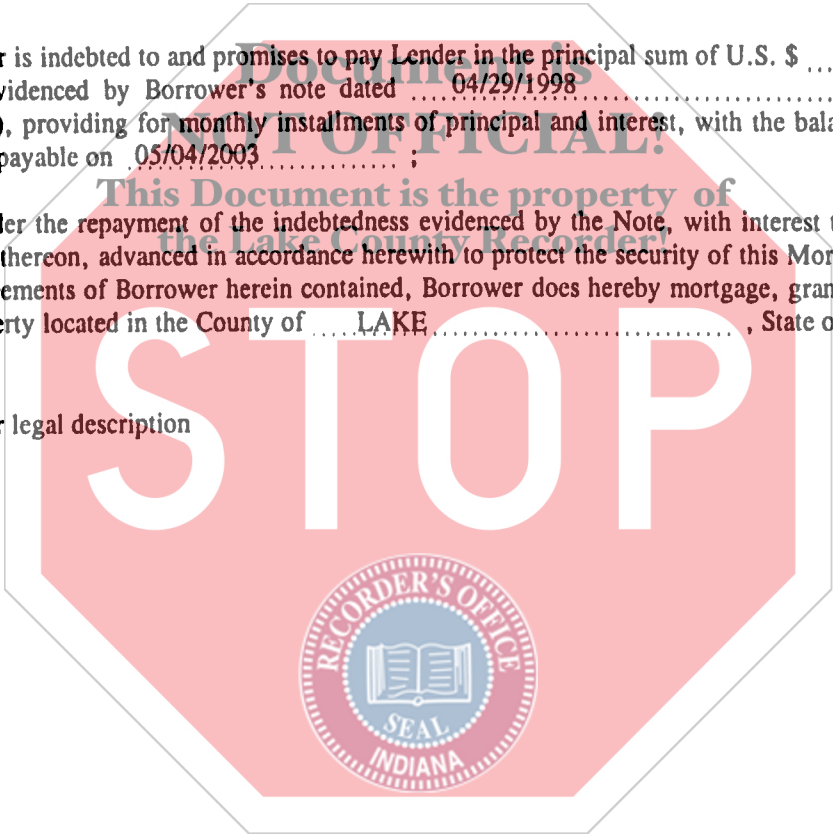 r is indebted to and promises to pay Lender in the principal sum of U.S. $ ...
Document is
videnced by Borrower's note dated ... 04/29/1998 ...
), providing for monthly installments of principal and interest, with the bala
NOT OFFICIAL!
payable on .05/04/2003 ............. ;
This Document is the property of
ler the repayment of the indebtedness evidenced by the Note, with interest t
the Lake County Recorder!
thereon, advanced in accordance herewith to protect the security of this Mor
ements of Borrower herein contained, Borrower does hereby mortgage, gran
erty located in the County of .... LAKE .............................. , State o
r legal description
STOP
RECORDER'S OFFICE
SEAL
INDIANA